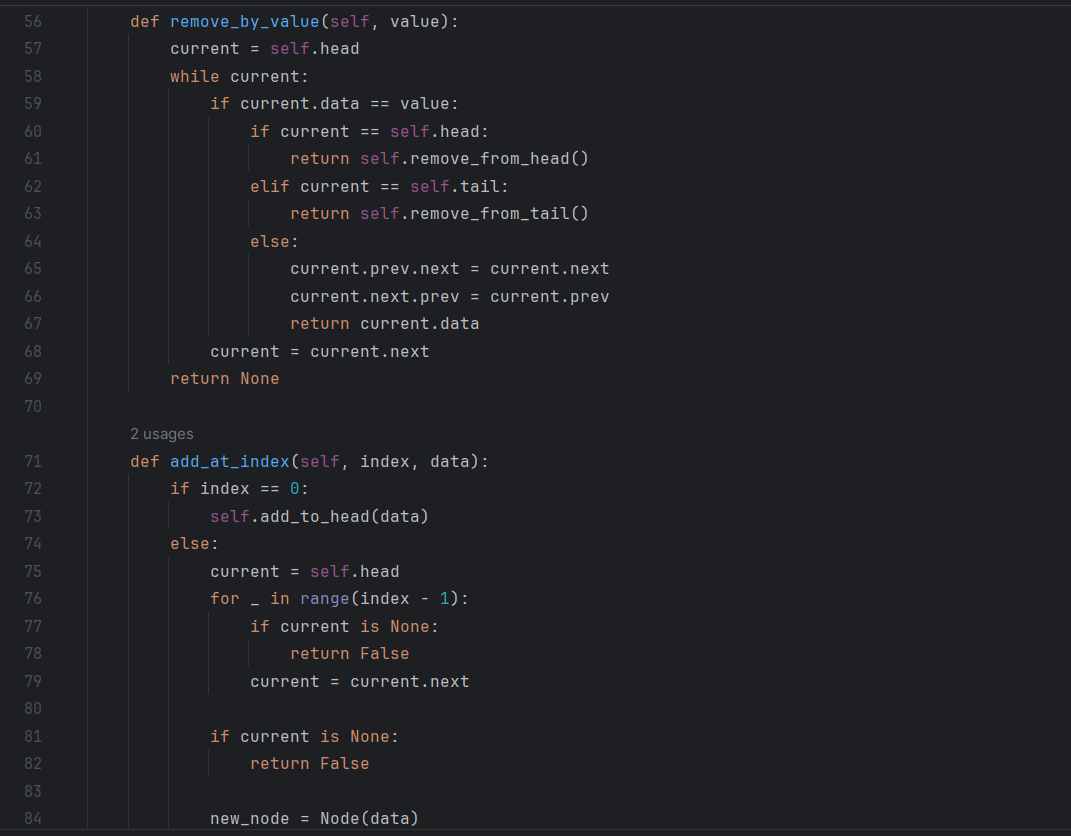 56 def remove_by_value(self, value):
57 current = self.head
58 while current:
59 if current.data == value:
60 if current == self.head:
61 return self.remove_from_head()
62 elif current == self.tail:
63 return self.remove_from_tail()
64 else:
65 current.prev.next = current.next
66 current.next.prev = current.prev
67 return current.data
68 current = current.next
69 return None
70
2 usages
71 def add_at_index(self, index, data):
72 if index == 0:
73 self.add_to_head(data)
74 else:
75 current = self.head
76 for _ in range(index - 1):
77 if current is None:
78 return False
79 current = current.next
80
81 if current is None:
82 return False
83
84 new_node = Node(data)